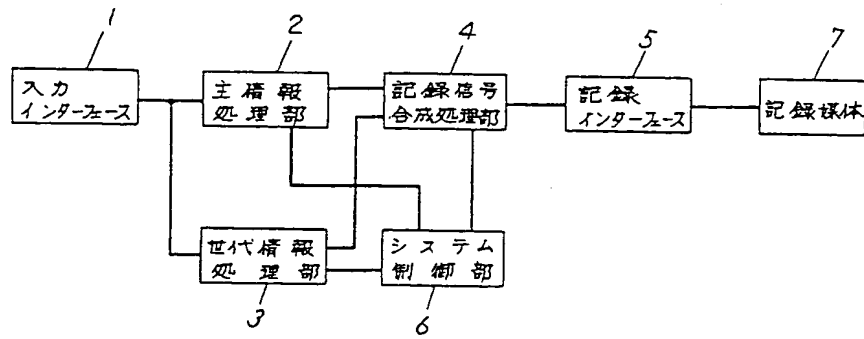 1
入力
インターフェース
2
主情報
処理部
4
記録信号
合成処理部
5
記録
インターフェース
7
記録媒体
世代情報
処理部
3
システム
制御部
6